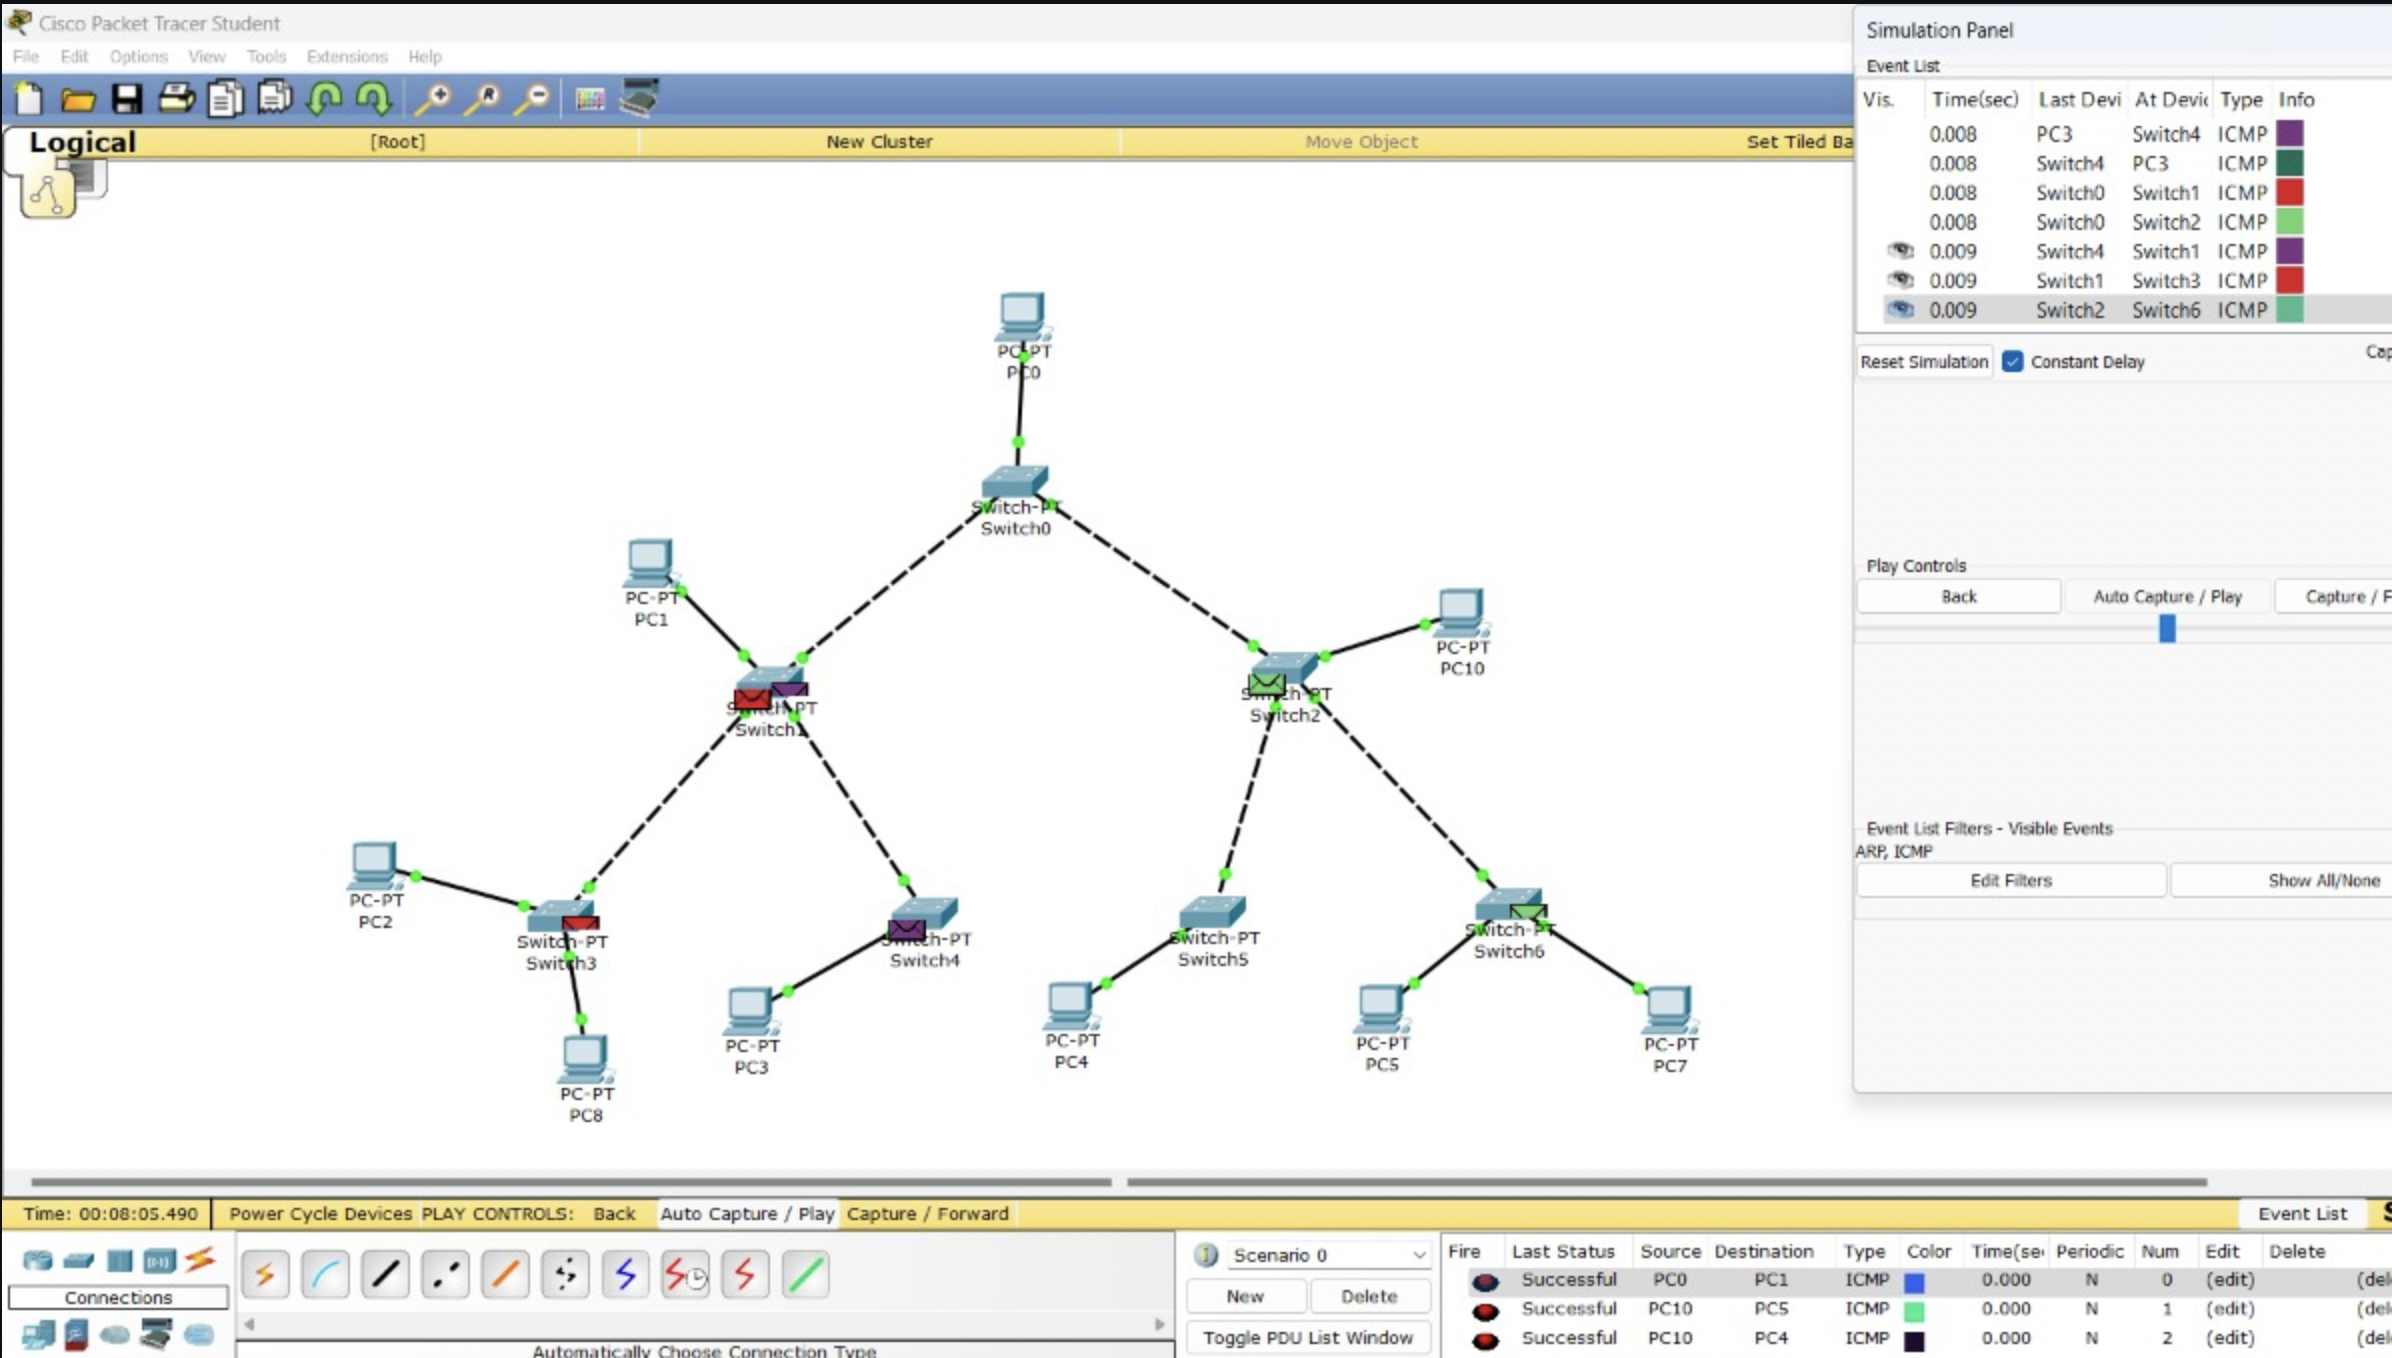 Cisco Packet Tracer Student
File Edit Options View Tools Extensions Help
Logical [Root] New Cluster Move Object Set Tiled Ba
Simulation Panel
Event List
Vis. Time(sec) Last Devi At Devic Type Info
0.008 PC3 Switch4 ICMP
0.008 Switch4 PC3 ICMP
0.008 Switch0 Switch1 ICMP
0.008 Switch0 Switch2 ICMP
0.009 Switch4 Switch1 ICMP
0.009 Switch1 Switch3 ICMP
0.009 Switch2 Switch6 ICMP
Reset Simulation Constant Delay Cap
Play Controls
Back Auto Capture / Play Capture / F
Event List Filters - Visible Events
ARP, ICMP
Edit Filters Show All/None
PC-PT
PC0
Switch-PT
Switch0
PC-PT
PC1
Switch-PT
Switch1
PC-PT
PC10
Switch-PT
Switch2
PC-PT
PC2
Switch-PT
Switch3
Switch-PT
Switch4
Switch-PT
Switch5
Switch-PT
Switch6
PC-PT
PC3
PC-PT
PC4
PC-PT
PC5
PC-PT
PC7
PC-PT
PC8
Time: 00:08:05.490 Power Cycle Devices PLAY CONTROLS: Back Auto Capture / Play Capture / Forward Event List S
Connections
Automatically Choose Connection Type
Scenario 0
New Delete
Toggle PDU List Window
Fire Last Status Source Destination Type Color Time(sec Periodic Num Edit Delete
Successful PC0 PC1 ICMP 0.000 N 0 (edit) (del
Successful PC10 PC5 ICMP 0.000 N 1 (edit) (del
Successful PC10 PC4 ICMP 0.000 N 2 (edit) (del